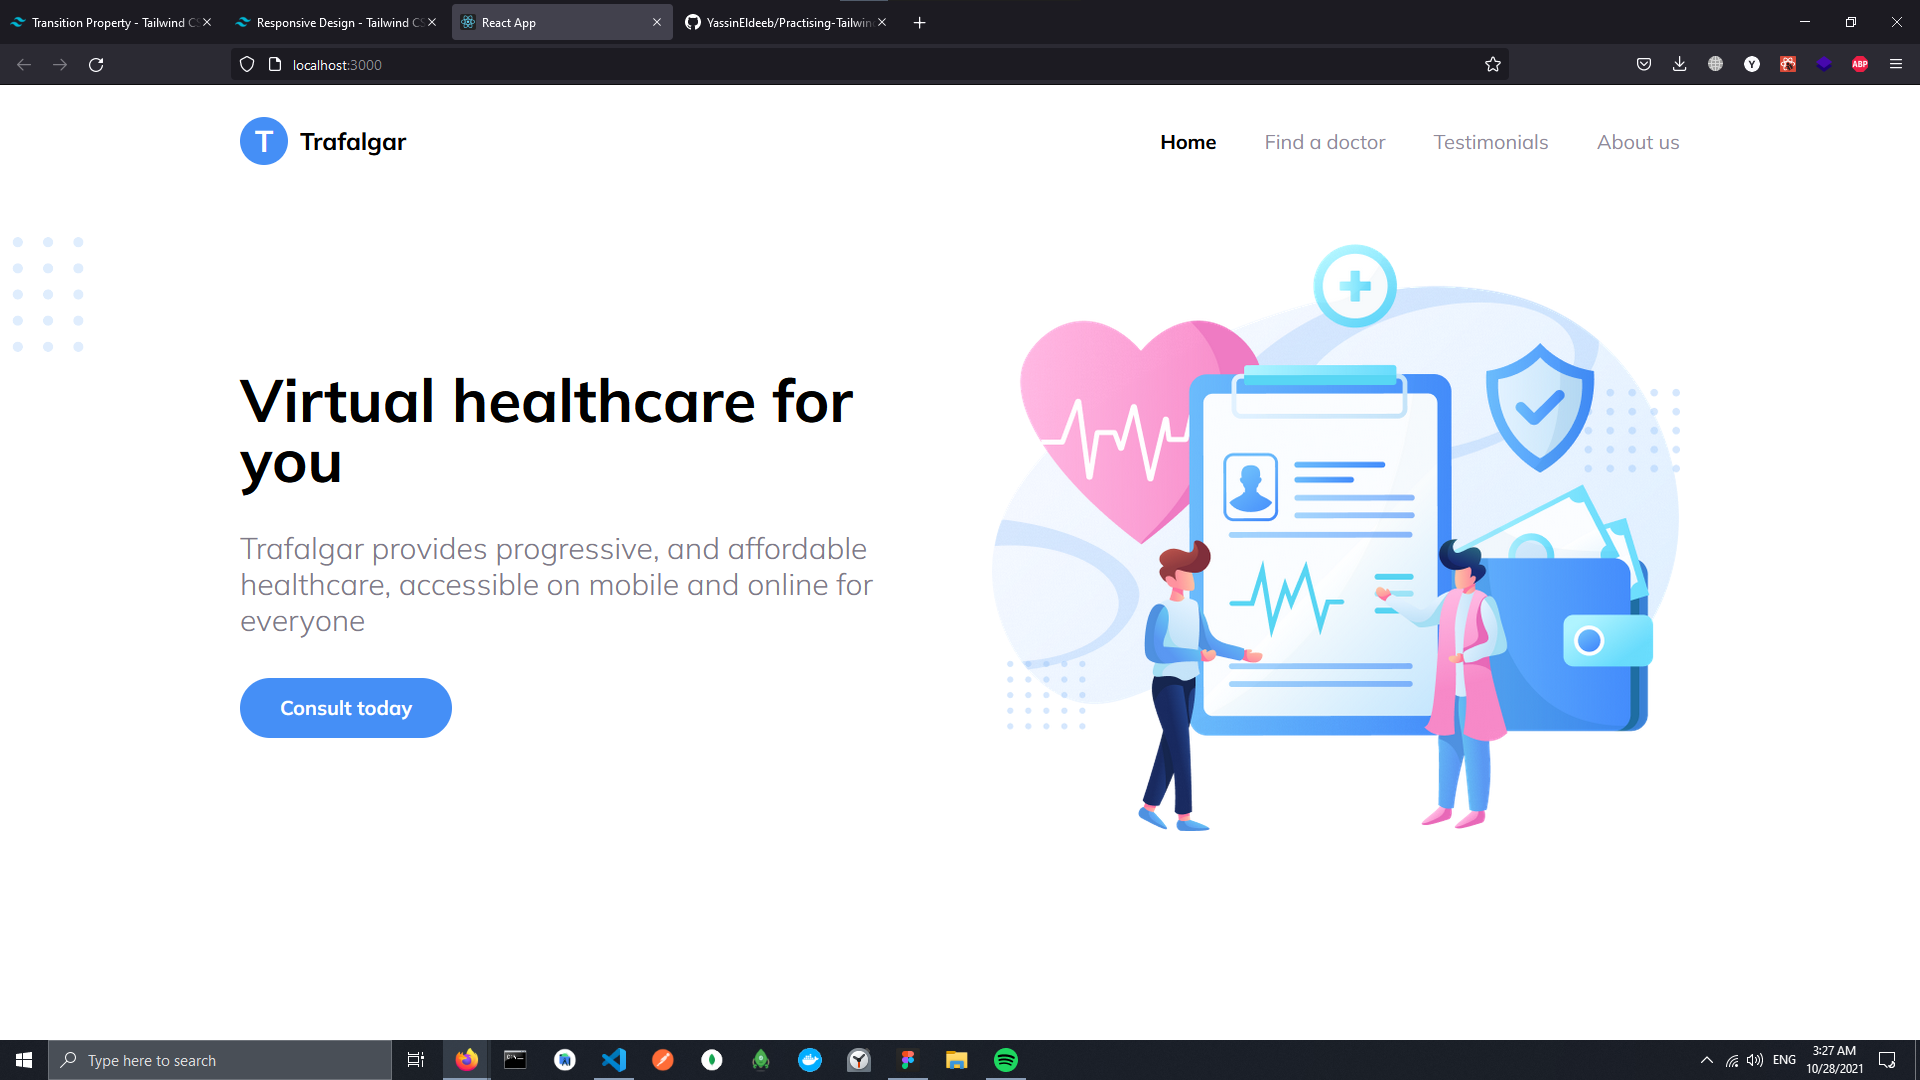 Transition Property - Tailwind CS
Responsive Design - Tailwind CS
React App
YassinEldeeb/Practising-Tailwin
localhost:3000
Y
ABP
T
Trafalgar
Home
Find a doctor
Testimonials
About us
Virtual healthcare for
you
Trafalgar provides progressive, and affordable
healthcare, accessible on mobile and online for
everyone
Consult today
Type here to search
ENG
3:27 AM
10/28/2021